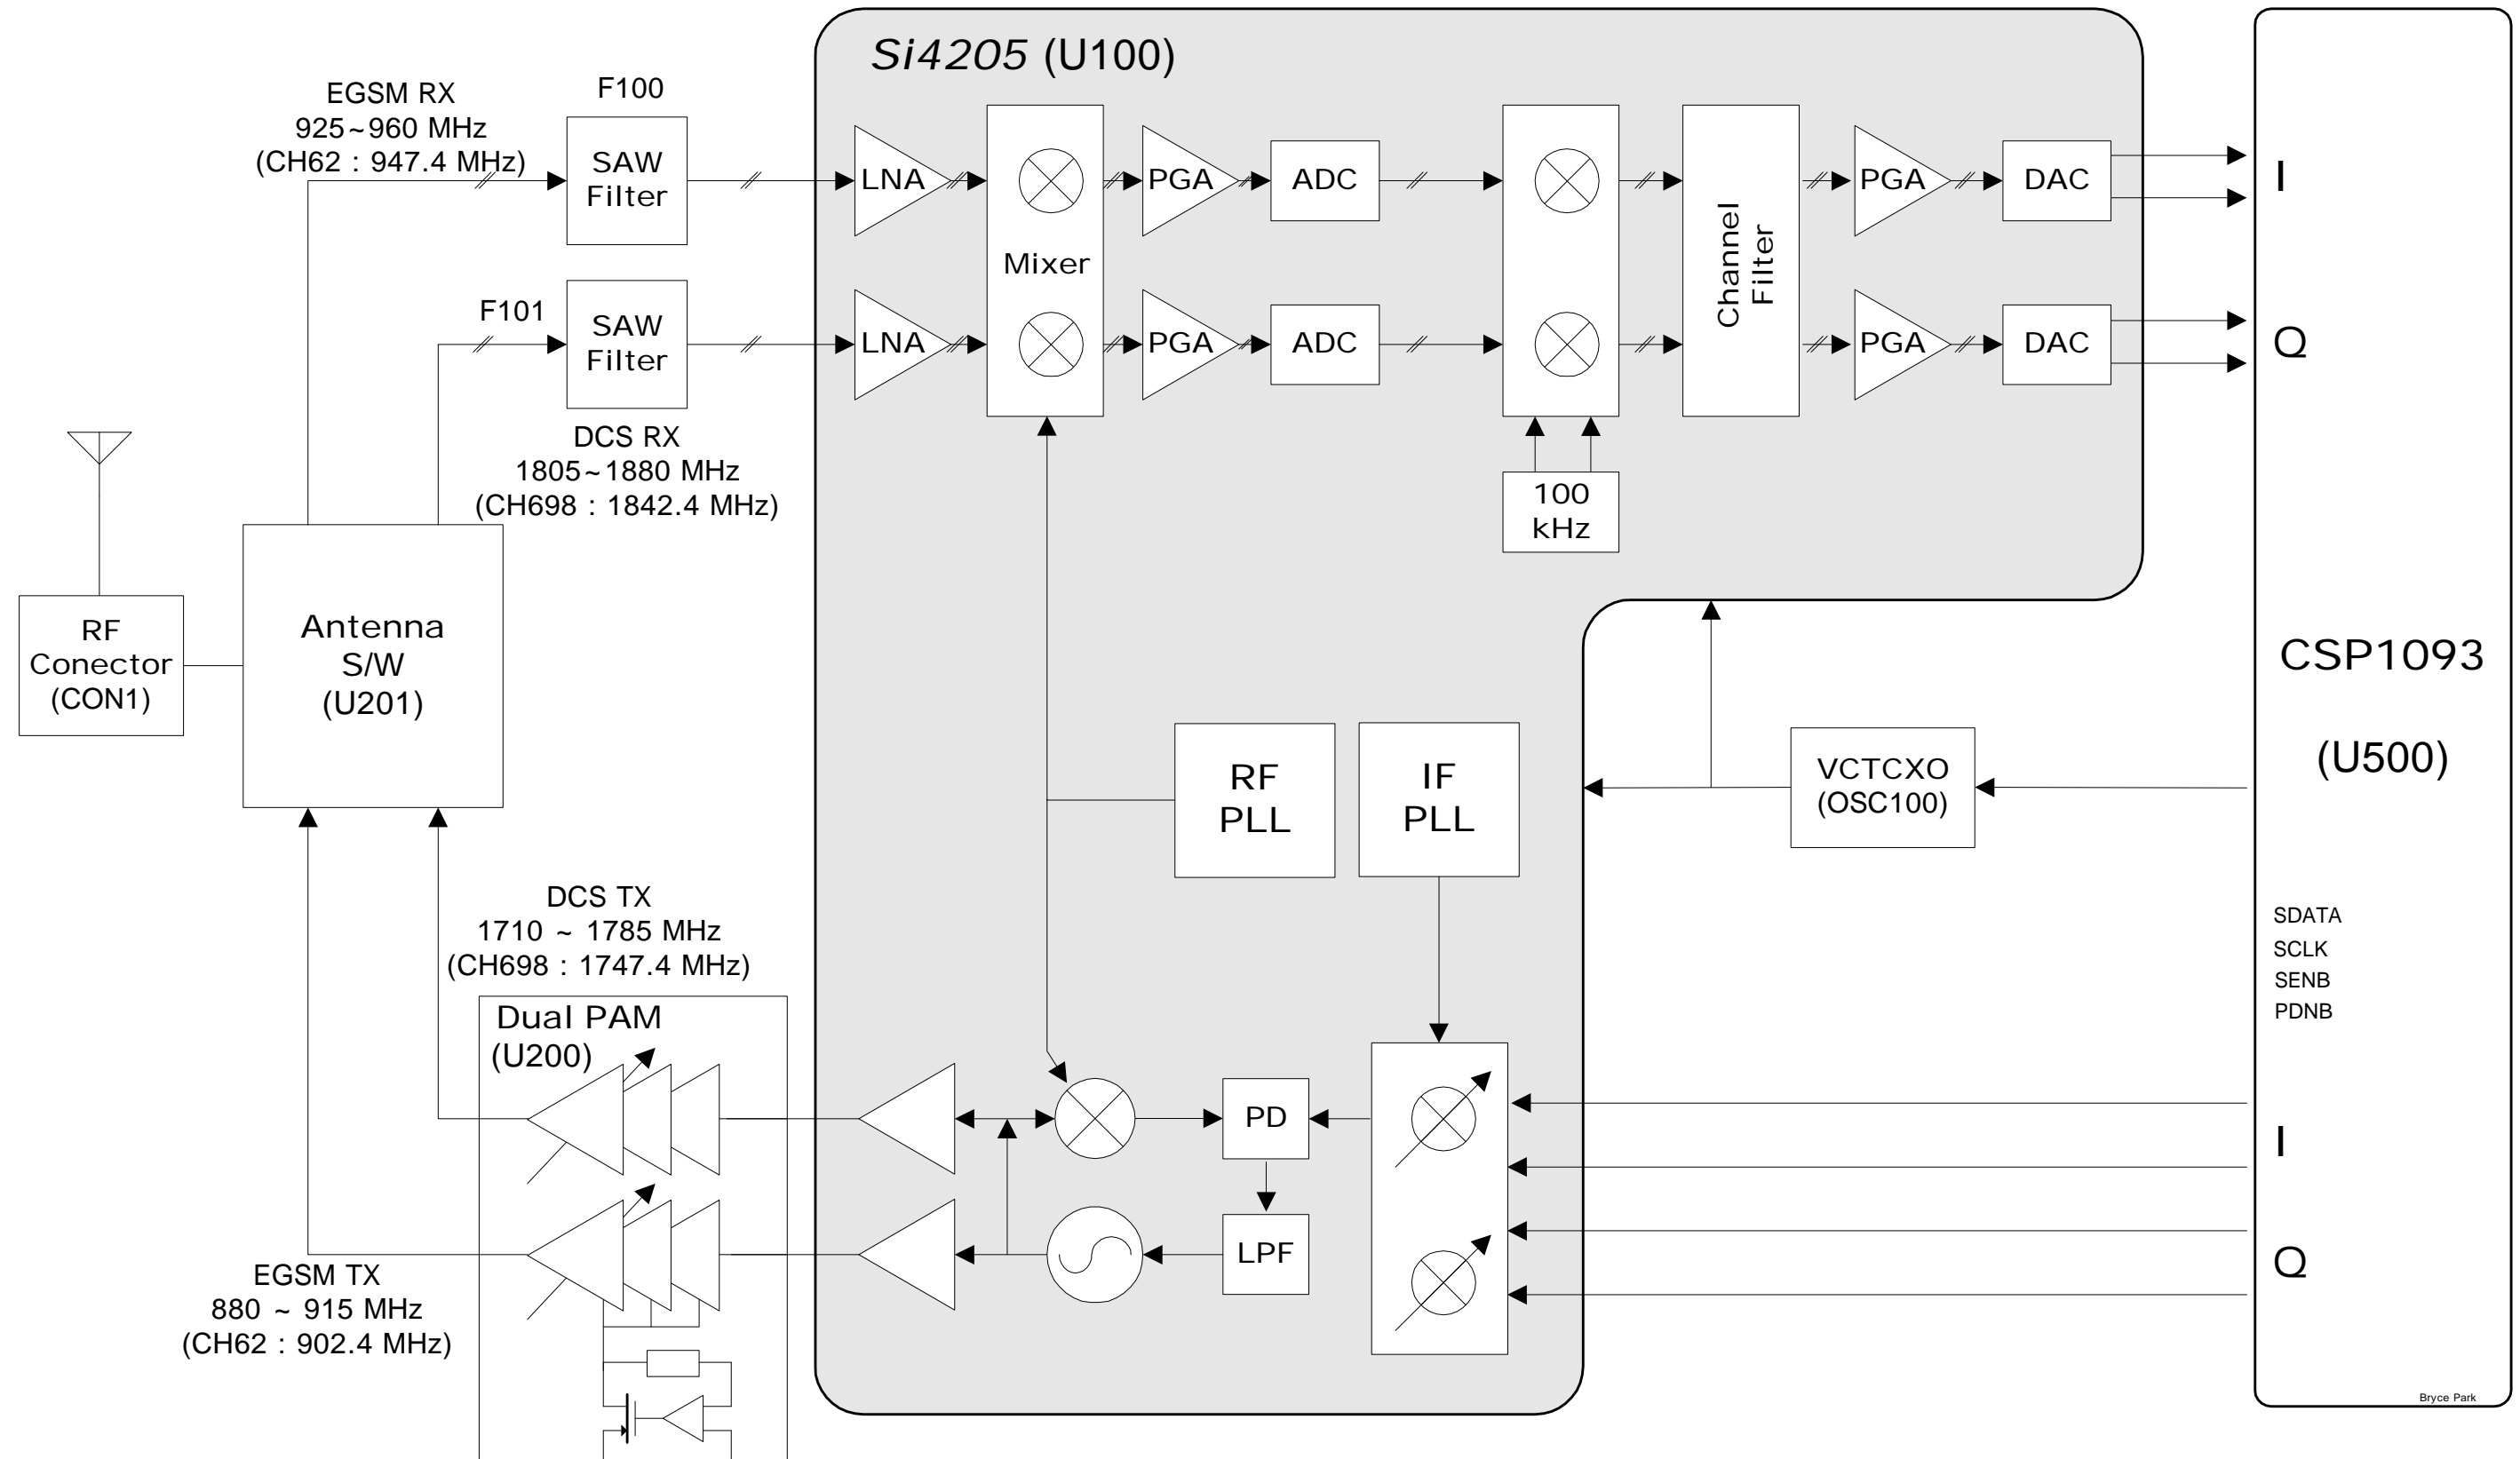 Si4205 (U100)
EGSM RX
925~960 MHz
(CH62 : 947.4 MHz)
F100
SAW
Filter
LNA
Mixer
PGA
ADC
Channel
Filter
PGA
DAC
I
F101
SAW
Filter
LNA
PGA
ADC
PGA
DAC
Q
DCS RX
1805~1880 MHz
(CH698 : 1842.4 MHz)
100
kHz
RF
Conector
(CON1)
Antenna
S/W
(U201)
CSP1093
(U500)
RF
PLL
IF
PLL
VCTCXO
(OSC100)
DCS TX
1710 ~ 1785 MHz
(CH698 : 1747.4 MHz)
SDATA
SCLK
SENB
PDNB
Dual PAM
(U200)
PD
I
LPF
Q
EGSM TX
880 ~ 915 MHz
(CH62 : 902.4 MHz)
Bryce Park